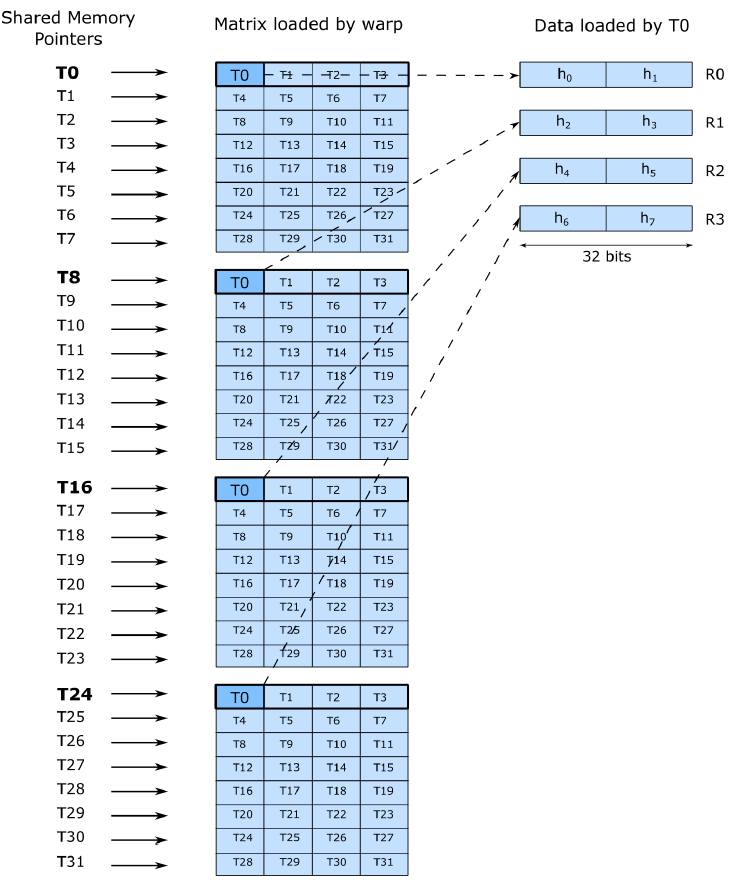 Shared Memory
Pointers
Matrix loaded by warp
Data loaded by T0
T0
T1
T2
T3
T4
T5
T6
T7
T0 T1 T2 T3
T4 T5 T6 T7
T8 T9 T10 T11
T12 T13 T14 T15
T16 T17 T18 T19
T20 T21 T22 T23
T24 T25 T26 T27
T28 T29 T30 T31
h0 h1 R0
h2 h3 R1
h4 h5 R2
h6 h7 R3
32 bits
T8
T9
T10
T11
T12
T13
T14
T15
T0 T1 T2 T3
T4 T5 T6 T7
T8 T9 T10 T11
T12 T13 T14 T15
T16 T17 T18 T19
T20 T21 T22 T23
T24 T25 T26 T27
T28 T29 T30 T31
T16
T17
T18
T19
T20
T21
T22
T23
T0 T1 T2 T3
T4 T5 T6 T7
T8 T9 T10 T11
T12 T13 T14 T15
T16 T17 T18 T19
T20 T21 T22 T23
T24 T25 T26 T27
T28 T29 T30 T31
T24
T25
T26
T27
T28
T29
T30
T31
T0 T1 T2 T3
T4 T5 T6 T7
T8 T9 T10 T11
T12 T13 T14 T15
T16 T17 T18 T19
T20 T21 T22 T23
T24 T25 T26 T27
T28 T29 T30 T31